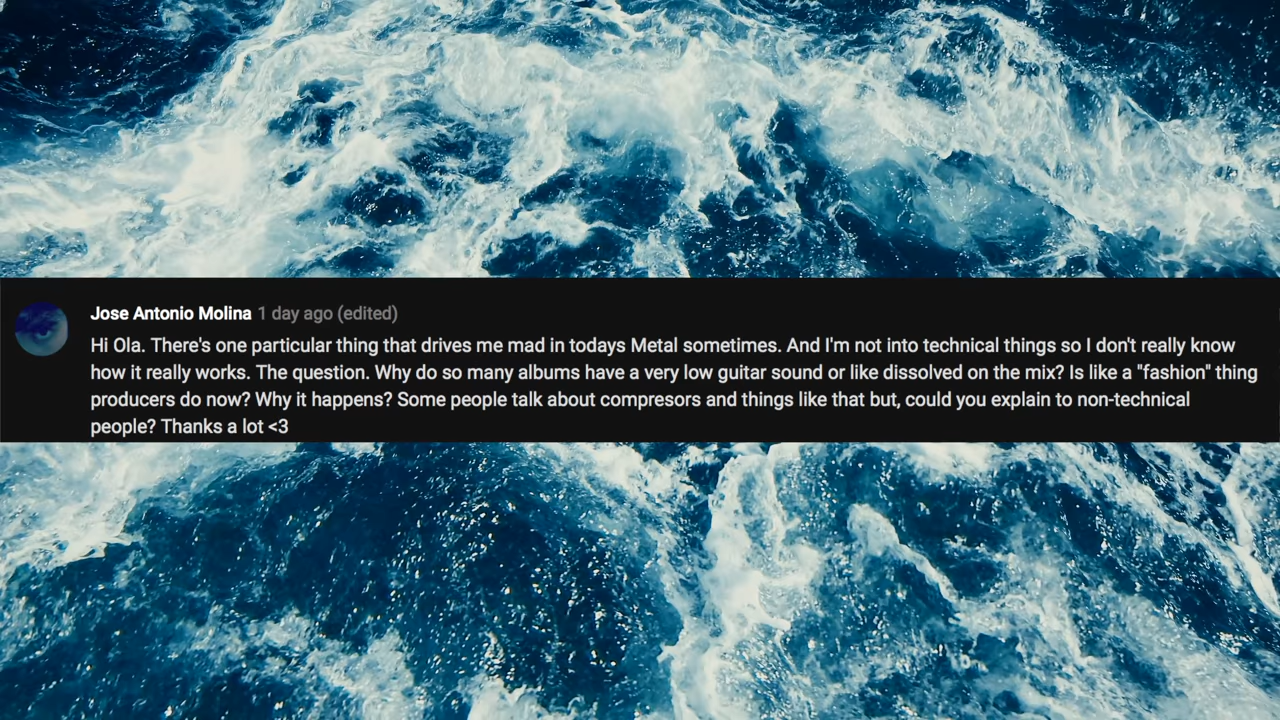 Jose Antonio Molina 1 day ago (edited)
Hi Ola. There's one particular thing that drives me mad in todays Metal sometimes. And I'm not into technical things so I don't really know
how it really works. The question. Why do so many albums have a very low guitar sound or like dissolved on the mix? Is like a "fashion" thing
producers do now? Why it happens? Some people talk about compresors and things like that but, could you explain to non-technical
people? Thanks a lot <3